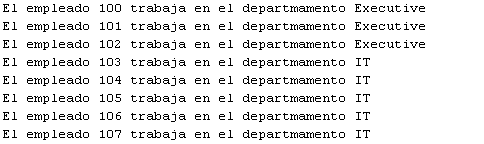 El empleado 100 trabaja en el departmamento Executive
El empleado 101 trabaja en el departmamento Executive
El empleado 102 trabaja en el departmamento Executive
El empleado 103 trabaja en el departmamento IT
El empleado 104 trabaja en el departmamento IT
El empleado 105 trabaja en el departmamento IT
El empleado 106 trabaja en el departmamento IT
El empleado 107 trabaja en el departmamento IT